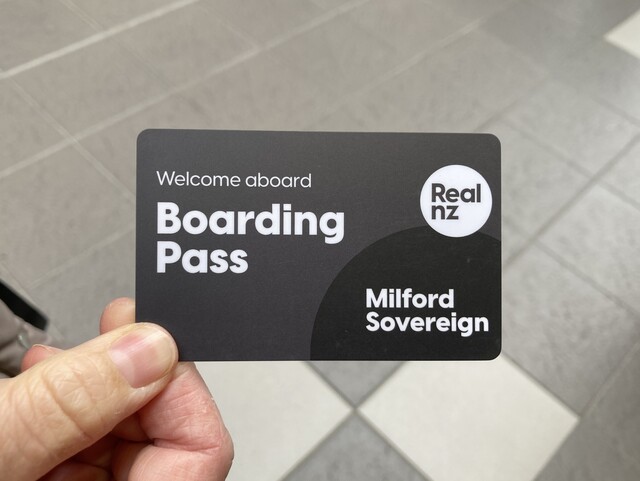 Welcome aboard
Boarding
Pass
Real
nz
Milford
Sovereign